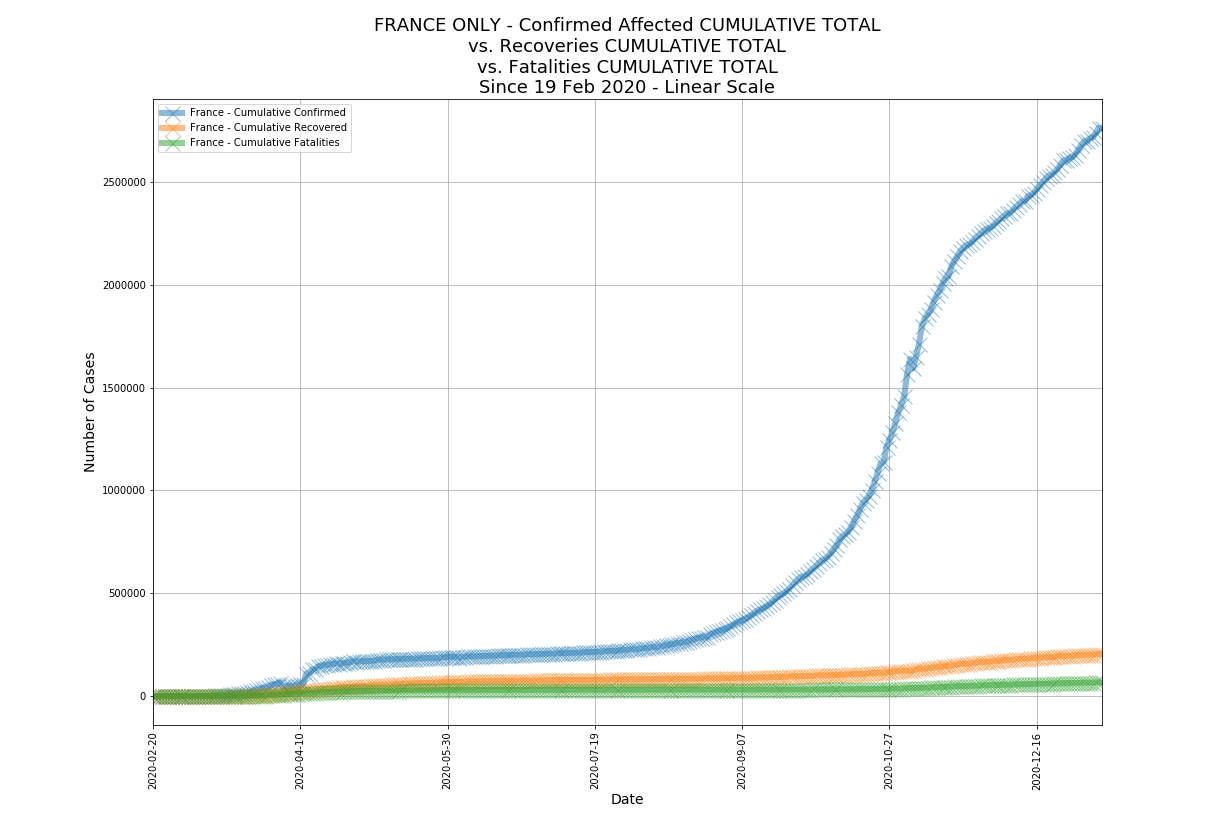 FRANCE ONLY - Confirmed Affected CUMULATIVE TOTAL
vs. Recoveries CUMULATIVE TOTAL
vs. Fatalities CUMULATIVE TOTAL
Since 19 Feb 2020 - Linear Scale
France - Cumulative Confirmed
France - Cumulative Recovered
France - Cumulative Fatalities
Number of Cases
2500000
2000000
1500000
1000000
500000
0
2020-02-20
2020-04-10
2020-05-30
2020-07-19
2020-09-07
2020-10-27
2020-12-16
Date